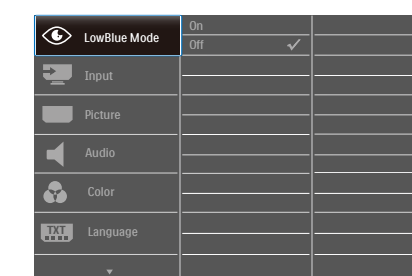 LowBlue Mode
On
Off
Input
Picture
Audio
Color
TXT
Language